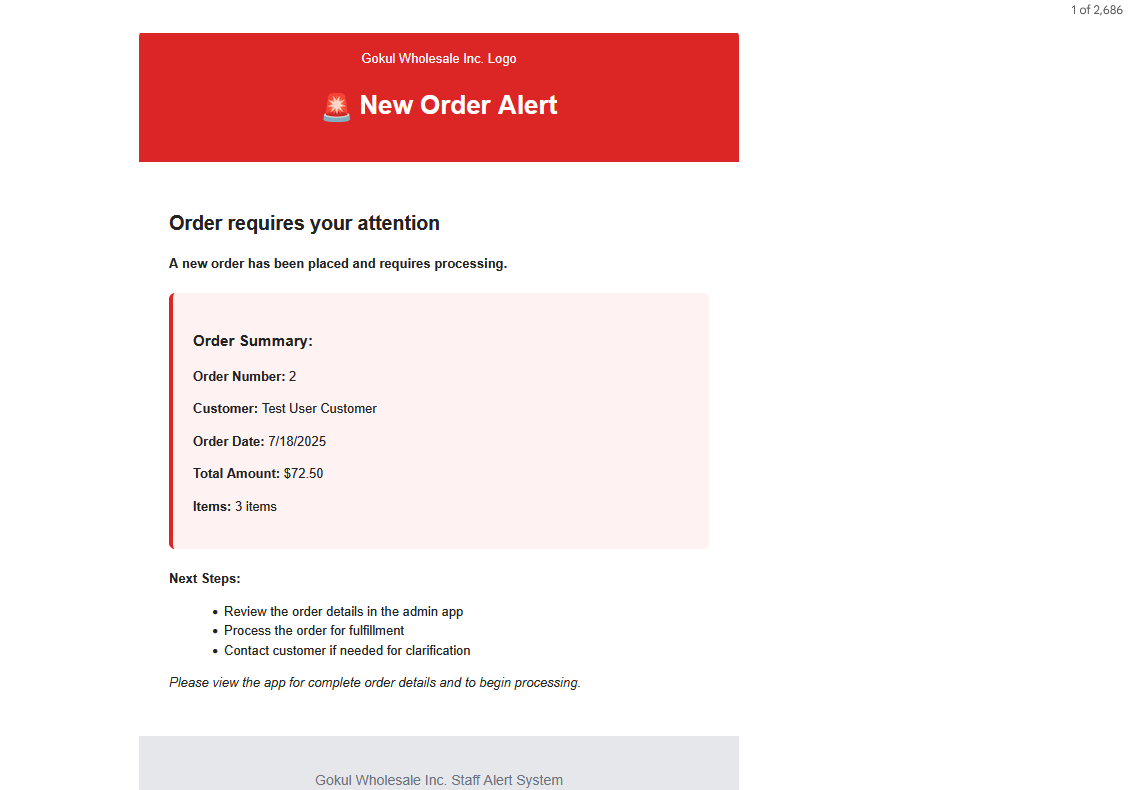 1 of 2,686
Gokul Wholesale Inc. Logo
🚨 New Order Alert
Order requires your attention
A new order has been placed and requires processing.
Order Summary:
Order Number: 2
Customer: Test User Customer
Order Date: 7/18/2025
Total Amount: $72.50
Items: 3 items
Next Steps:
• Review the order details in the admin app
• Process the order for fulfillment
• Contact customer if needed for clarification
Please view the app for complete order details and to begin processing.
Gokul Wholesale Inc. Staff Alert System